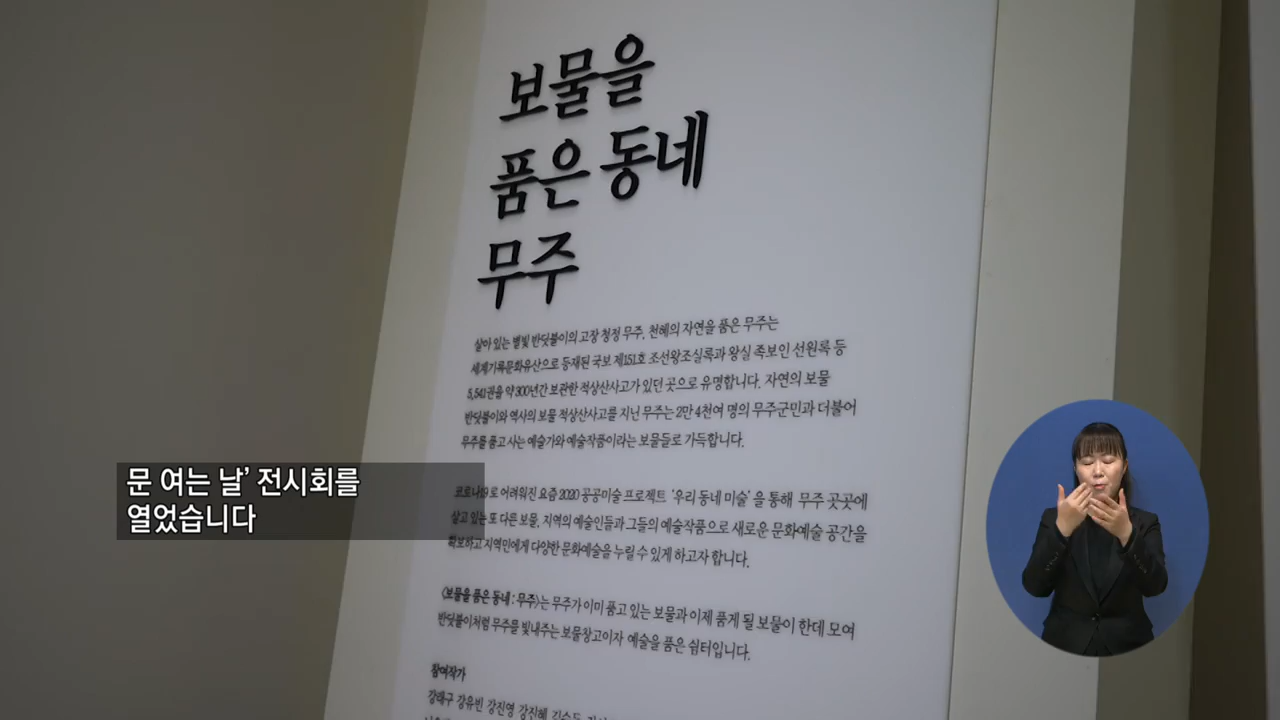 보물을
품은 동네
무주
살아 있는 별빛 반딧불이의 고장 청정 무주, 천혜의 자연을 품은 무주는
세계기록문화유산으로 등재된 국보 제151호 조선왕조실록과 왕실 족보인 선원록 등
5,541권을 약 300년간 보관한 적상산사고가 있던 곳으로 유명합니다. 자연의 보물
반딧불이와 역사의 보물 적상산사고를 지닌 무주는 2만 4천여 명의 무주군민과 더불어
무주를 품고 사는 예술가와 예술작품이라는 보물들로 가득합니다.
코로나19로 어려워진 요즘 2020 공공미술 프로젝트 '우리 동네 미술'을 통해 무주 곳곳에
살고 있는 또 다른 보물, 지역의 예술인들과 그들의 예술작품으로 새로운 문화예술 공간을
확보하고 지역민에게 다양한 문화예술을 누릴 수 있게 하고자 합니다.
<보물을 품은 동네 : 무주>는 무주가 이미 품고 있는 보물과 이제 품게 될 보물이 한데 모여
반딧불이처럼 무주를 빛내주는 보물창고이자 예술을 품은 쉼터입니다.
참여작가
강래구 강유빈 강진영 강진혜
문 여는 날’ 전시회를
열었습니다